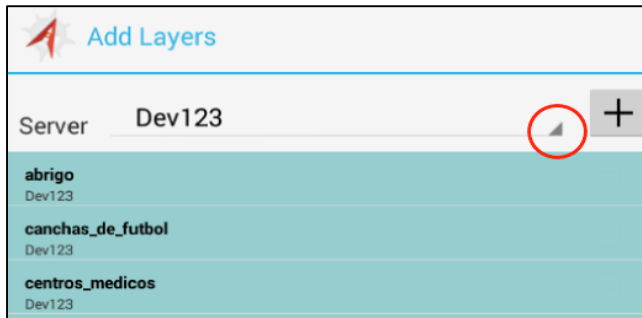 Add Layers
Server Dev123 +
abrigo
Dev123
canchas_de_futbol
Dev123
centros_medicos
Dev123